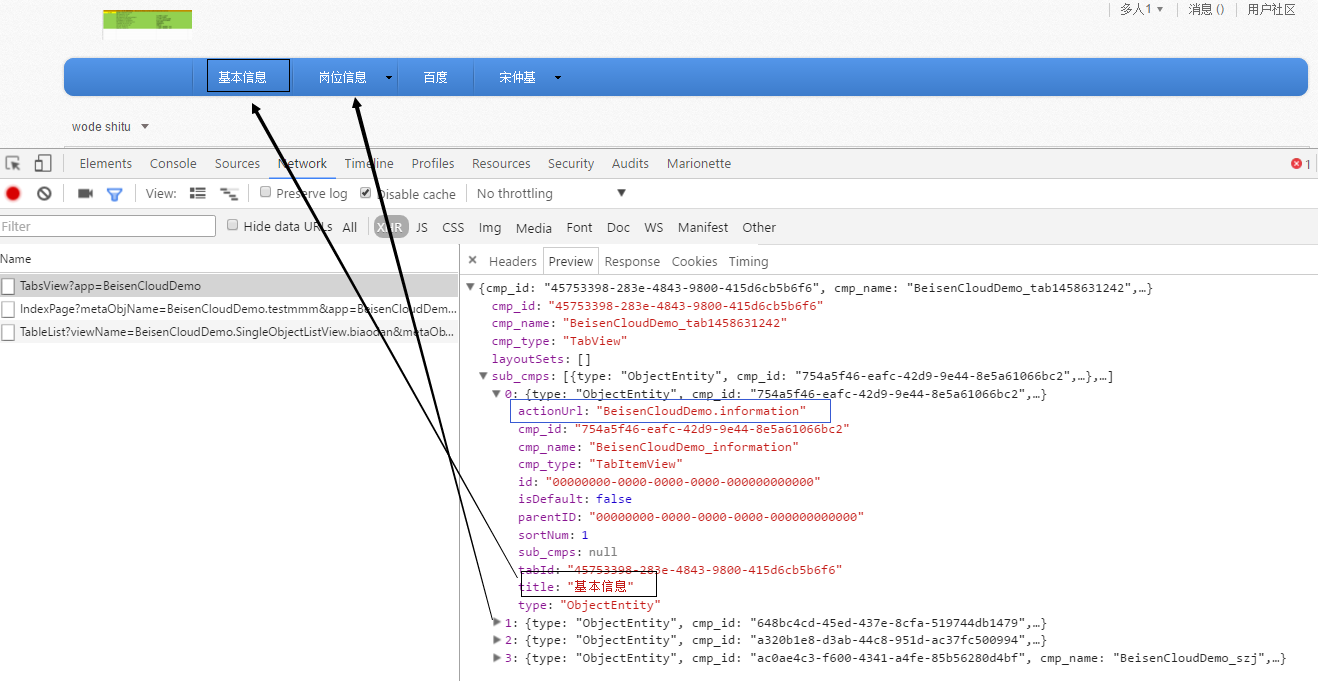 多人1 消息 () 用户社区
基本信息 岗位信息 百度 宋仲基
wode shitu
Elements Console Sources Network Timeline Profiles Resources Security Audits Marionette 1
View: Preserve log Disable cache No throttling
Filter Hide data URLs All XHR JS CSS Img Media Font Doc WS Manifest Other
Name
TabsView?app=BeisenCloudDemo
IndexPage?metaObjName=BeisenCloudDemo.testmmm&app=BeisenCloudDem...
TableList?viewName=BeisenCloudDemo.SingleObjectListView.biaodan&metaOb...
× Headers Preview Response Cookies Timing
{cmp_id: "45753398-283e-4843-9800-415d6cb5b6f6", cmp_name: "BeisenCloudDemo_tab1458631242",…}
cmp_id: "45753398-283e-4843-9800-415d6cb5b6f6"
cmp_name: "BeisenCloudDemo_tab1458631242"
cmp_type: "TabView"
layoutSets: []
sub_cmps: [{type: "ObjectEntity", cmp_id: "754a5f46-eafc-42d9-9e44-8e5a61066bc2",…},…]
0: {type: "ObjectEntity", cmp_id: "754a5f46-eafc-42d9-9e44-8e5a61066bc2",…}
actionUrl: "BeisenCloudDemo.information"
cmp_id: "754a5f46-eafc-42d9-9e44-8e5a61066bc2"
cmp_name: "BeisenCloudDemo_information"
cmp_type: "TabItemView"
id: "00000000-0000-0000-0000-000000000000"
isDefault: false
parentID: "00000000-0000-0000-0000-000000000000"
sortNum: 1
sub_cmps: null
tabId: "45753398-283e-4843-9800-415d6cb5b6f6"
title: "基本信息"
type: "ObjectEntity"
1: {type: "ObjectEntity", cmp_id: "648bc4cd-45ed-437e-8cfa-519744db1479",…}
2: {type: "ObjectEntity", cmp_id: "a320b1e8-d3ab-44c8-951d-ac37fc500994",…}
3: {type: "ObjectEntity", cmp_id: "ac0ae4c3-f600-4341-a4fe-85b56280d4bf", cmp_name: "BeisenCloudDemo_szj",…}